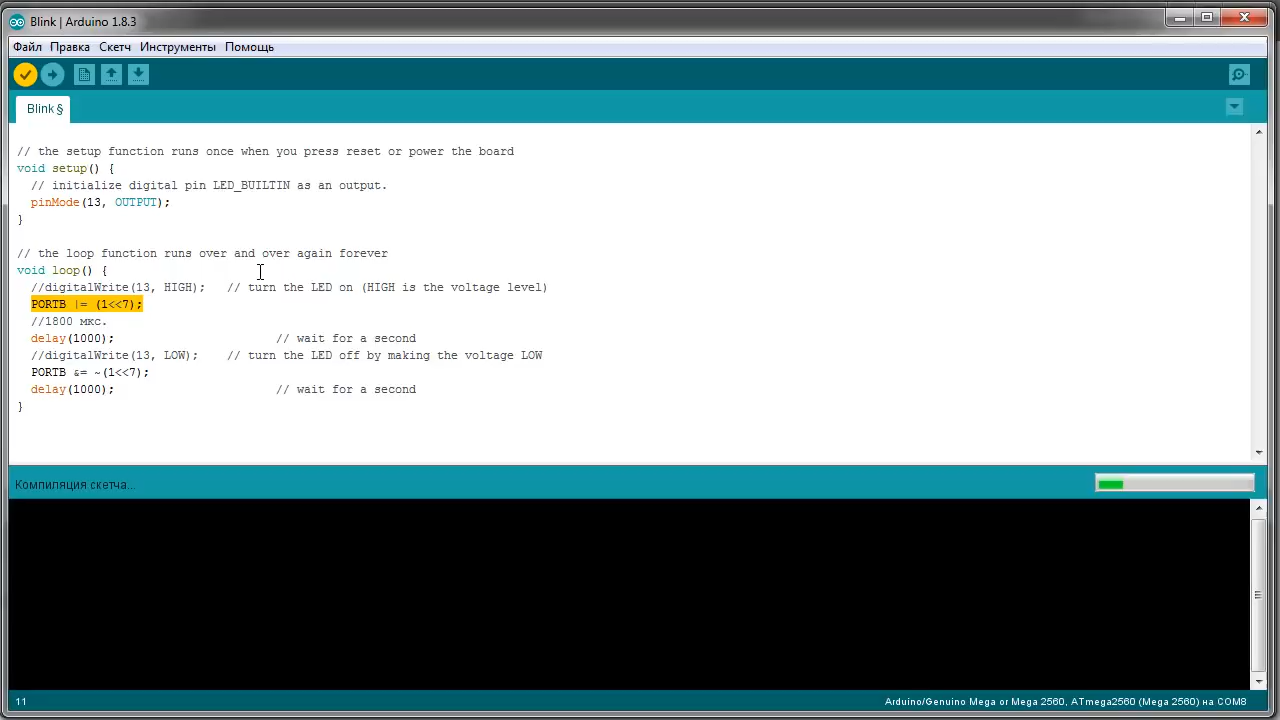 Blink | Arduino 1.8.3
Файл Правка Скетч Инструменты Помощь
Blink §
// the setup function runs once when you press reset or power the board
void setup() {
// initialize digital pin LED_BUILTIN as an output.
pinMode(13, OUTPUT);
}
// the loop function runs over and over again forever
void loop() {
//digitalWrite(13, HIGH);   // turn the LED on (HIGH is the voltage level)
PORTB |= (1<<7);
//1800 мкс.
delay(1000);                       // wait for a second
//digitalWrite(13, LOW);    // turn the LED off by making the voltage LOW
PORTB &= ~(1<<7);
delay(1000);                       // wait for a second
}
Компиляция скетча...
11 Arduino/Genuino Mega or Mega 2560, ATmega2560 (Mega 2560) на COM8